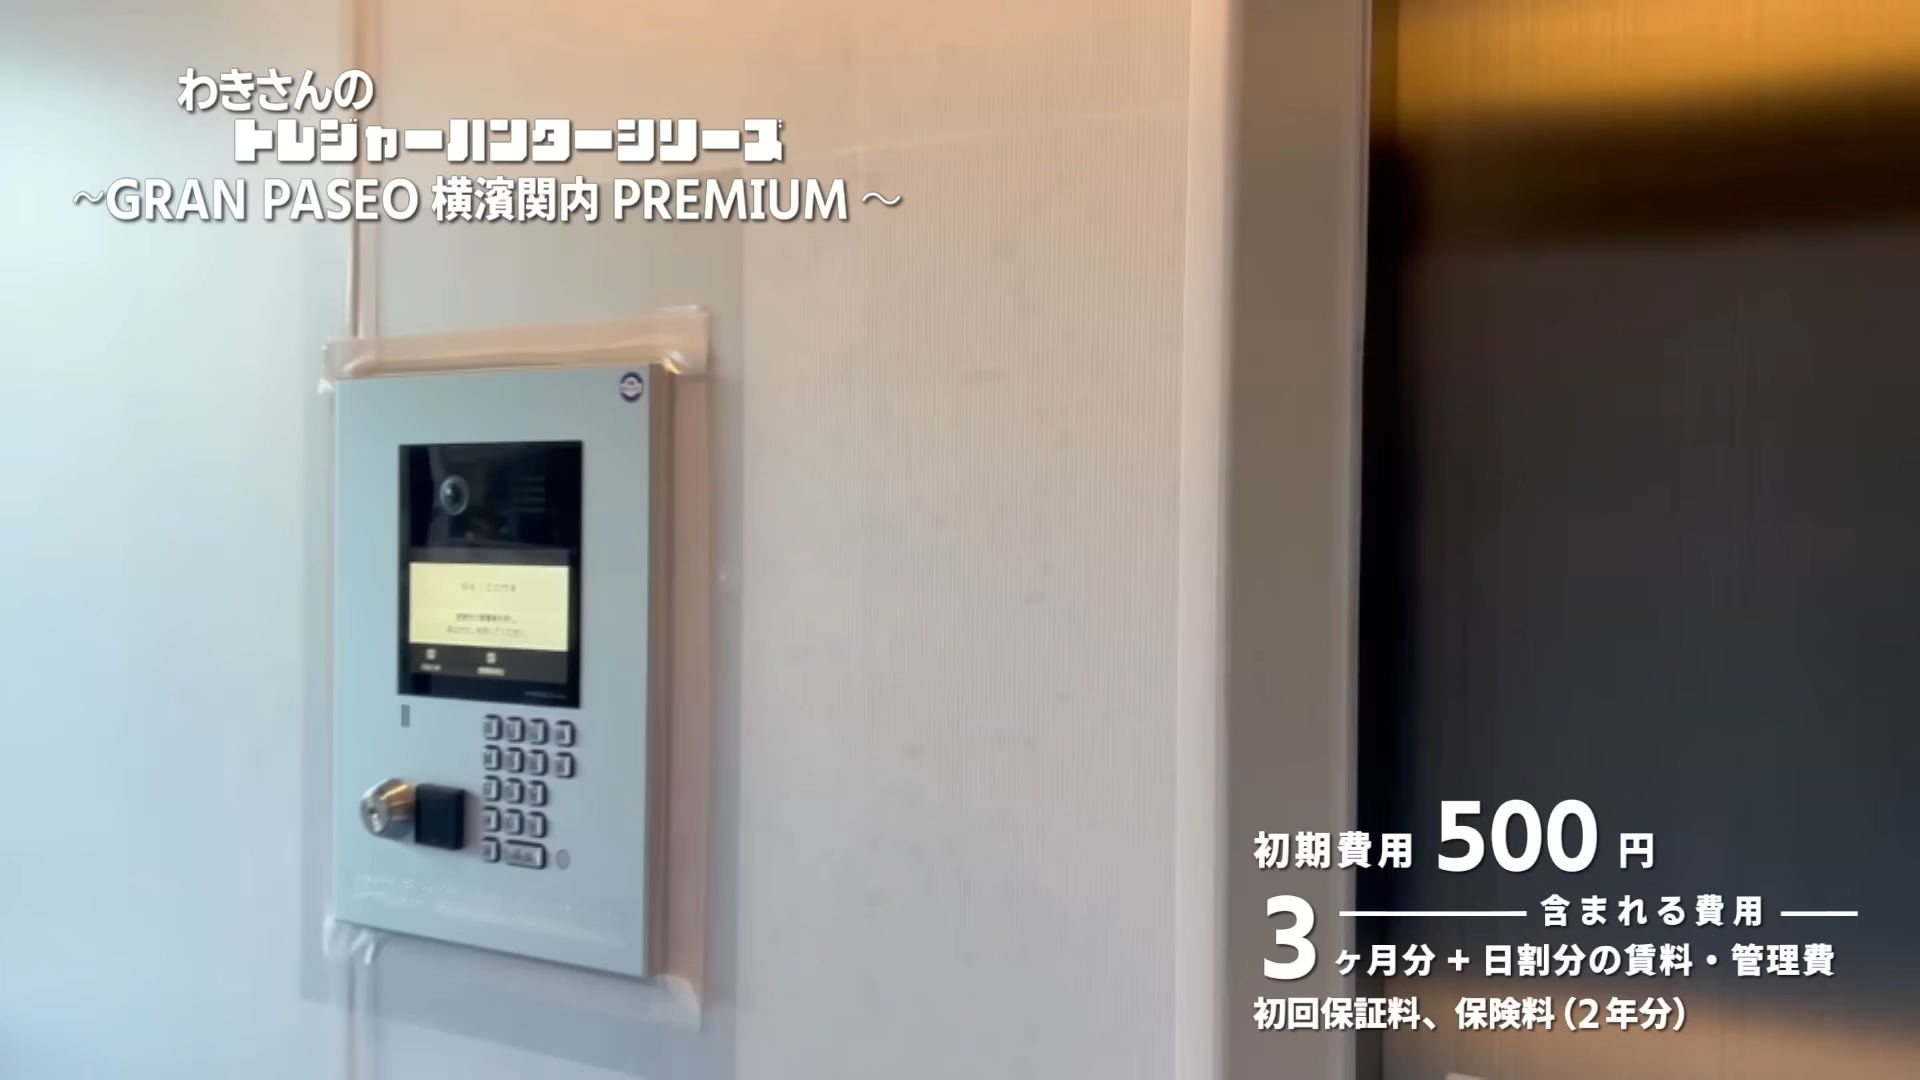 わきさんの
トレジャーハンターシリーズ
～GRAN PASEO 横濱関内 PREMIUM～
初期費用 500 円
含まれる費用
3ヶ月分+日割分の賃料・管理費
初回保証料、保険料(2年分)